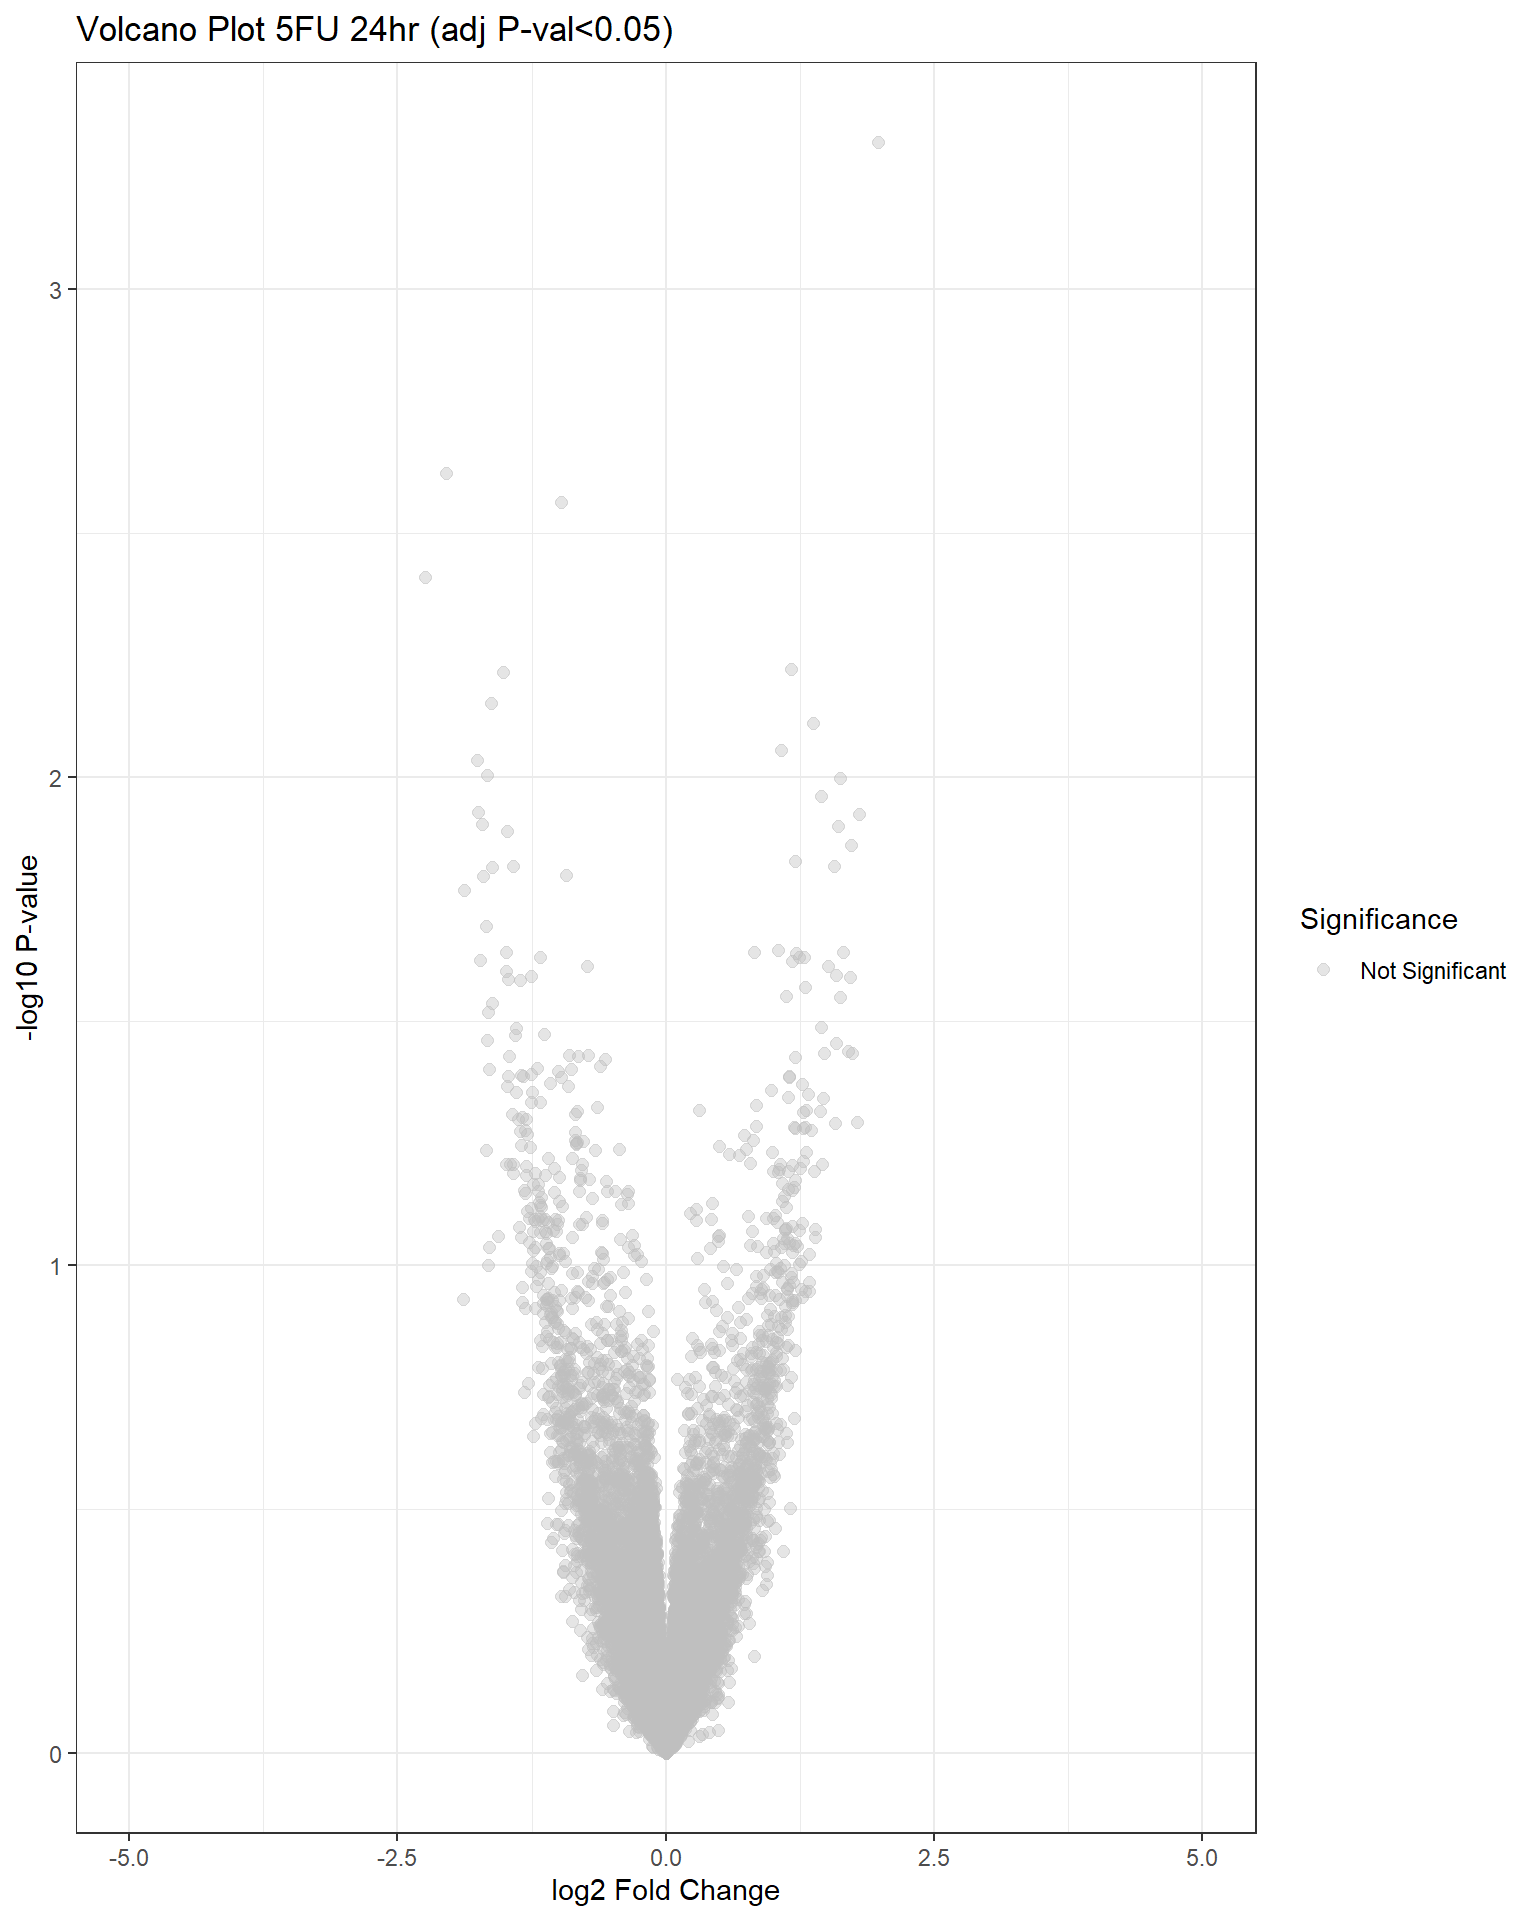 Volcano Plot 5FU 24hr (adj P-val<0.05)
3
2
1
0
-log10 P-value
-5.0
-2.5
0.0
2.5
5.0
log2 Fold Change
Significance
Not Significant